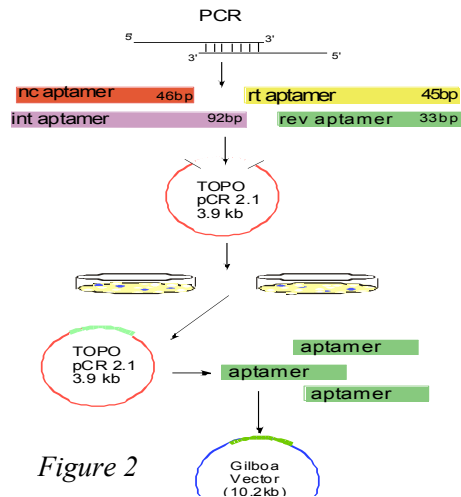 PCR
5'
3'
3'
5'
nc aptamer 46bp
rt aptamer 45bp
int aptamer 92bp
rev aptamer 33bp
TOPO
pCR 2.1
3.9 kb
TOPO
pCR 2.1
3.9 kb
aptamer
aptamer
aptamer
Figure 2
Gilboa
Vector
(10.2kb)